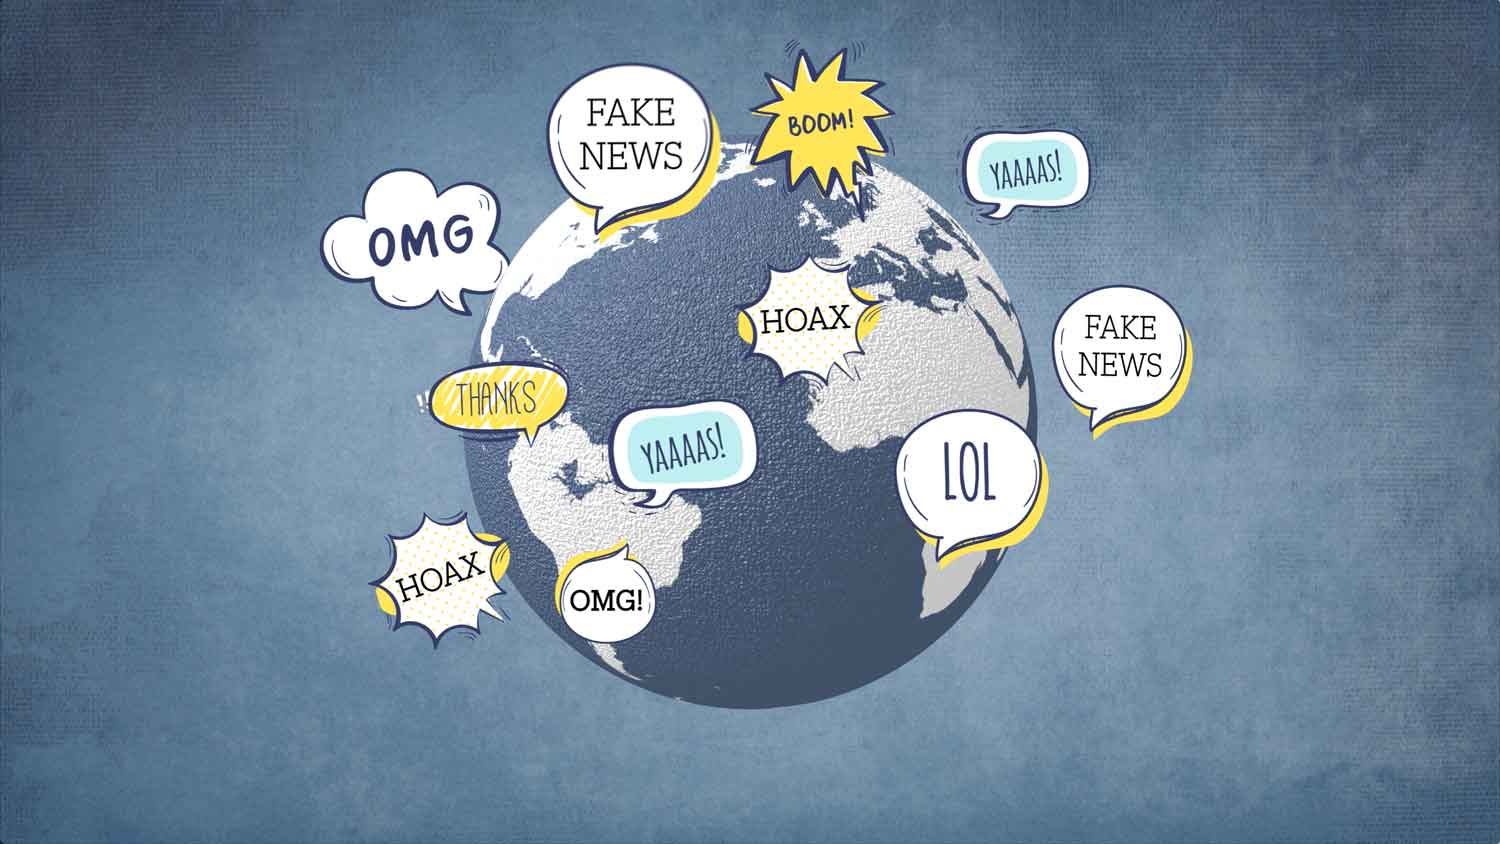 FAKE
NEWS
BOOM!
YAAAAS!
OMG
HOAX
FAKE
NEWS
THANKS
YAAAAS!
LOL
HOAX
OMG!